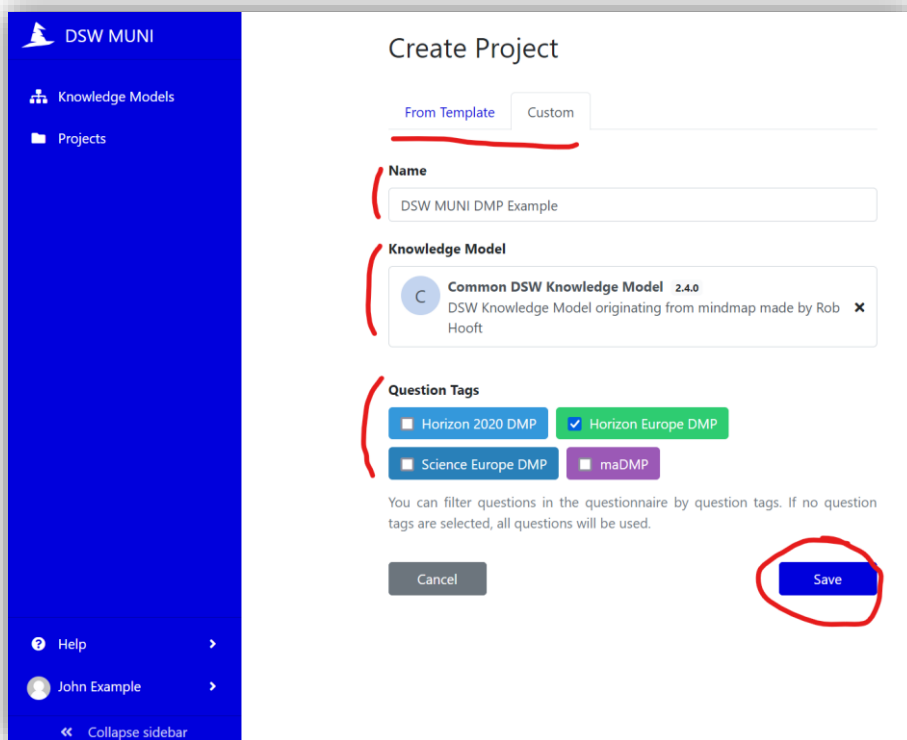 DSW MUNI
Knowledge Models
Projects
Help
John Example
Collapse sidebar
Create Project
From Template
Custom
Name
DSW MUNI DMP Example
Knowledge Model
C
Common DSW Knowledge Model 2.4.0
DSW Knowledge Model originating from mindmap made by Rob
Hooft
Question Tags
Horizon 2020 DMP
Horizon Europe DMP
Science Europe DMP
maDMP
You can filter questions in the questionnaire by question tags. If no question
tags are selected, all questions will be used.
Cancel
Save